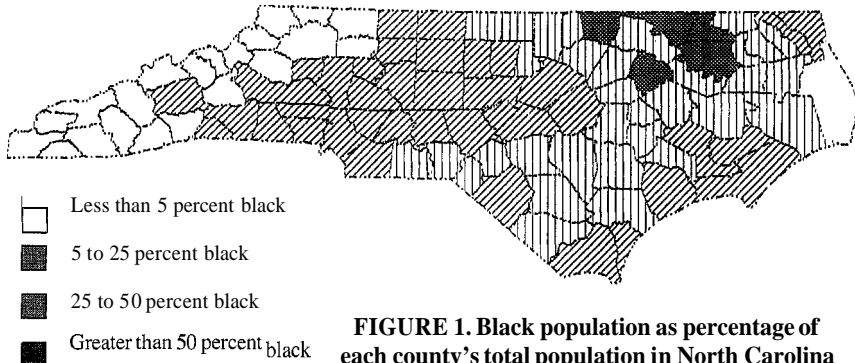 Less than 5 percent black
5 to 25 percent black
25 to 50 percent black
Greater than 50 percent black
FIGURE 1. Black population as percentage of
each county's total population in North Carolina